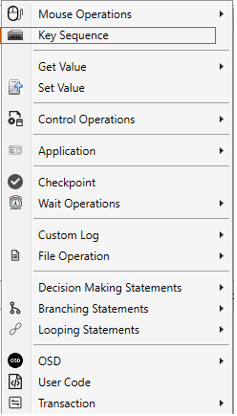 Mouse Operations
Key Sequence
Get Value
Set Value
Control Operations
Application
Checkpoint
Wait Operations
Custom Log
File Operation
Decision Making Statements
Branching Statements
Looping Statements
OSD OSD
User Code
Transaction